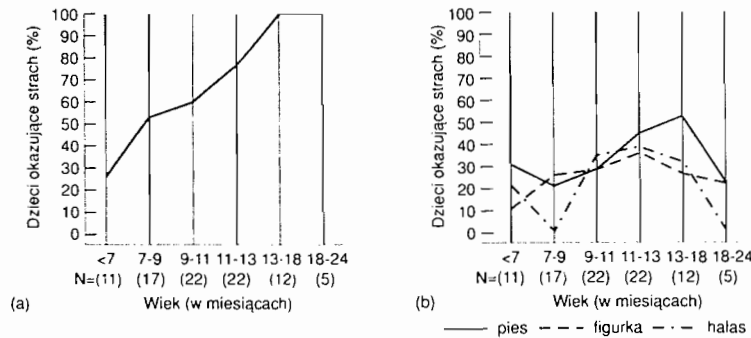 Dzieci okazujące strach (%)
100
90
80
70
60
50
40
30
20
10
0
<7 7-9 9-11 11-13 13-18 18-24
N=(11) (17) (22) (22) (12) (5)
(a) Wiek (w miesiącach)
Dzieci okazujące strach (%)
100
90
80
70
60
50
40
30
20
10
0
<7 7-9 9-11 11-13 13-18 18-24
N=(11) (17) (22) (22) (12) (5)
(b) Wiek (w miesiącach)
pies figurka halas